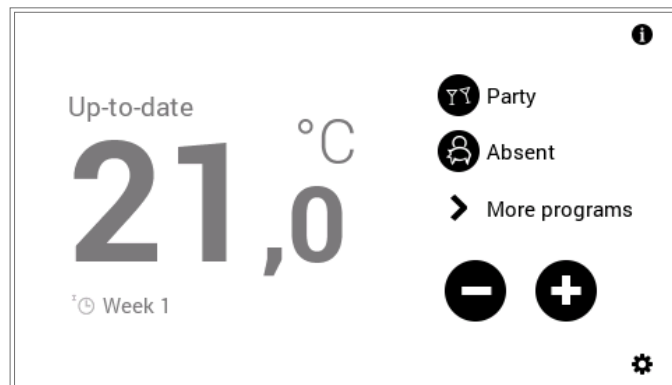 Up-to-date
21,0 °C
Week 1
Party
Absent
More programs